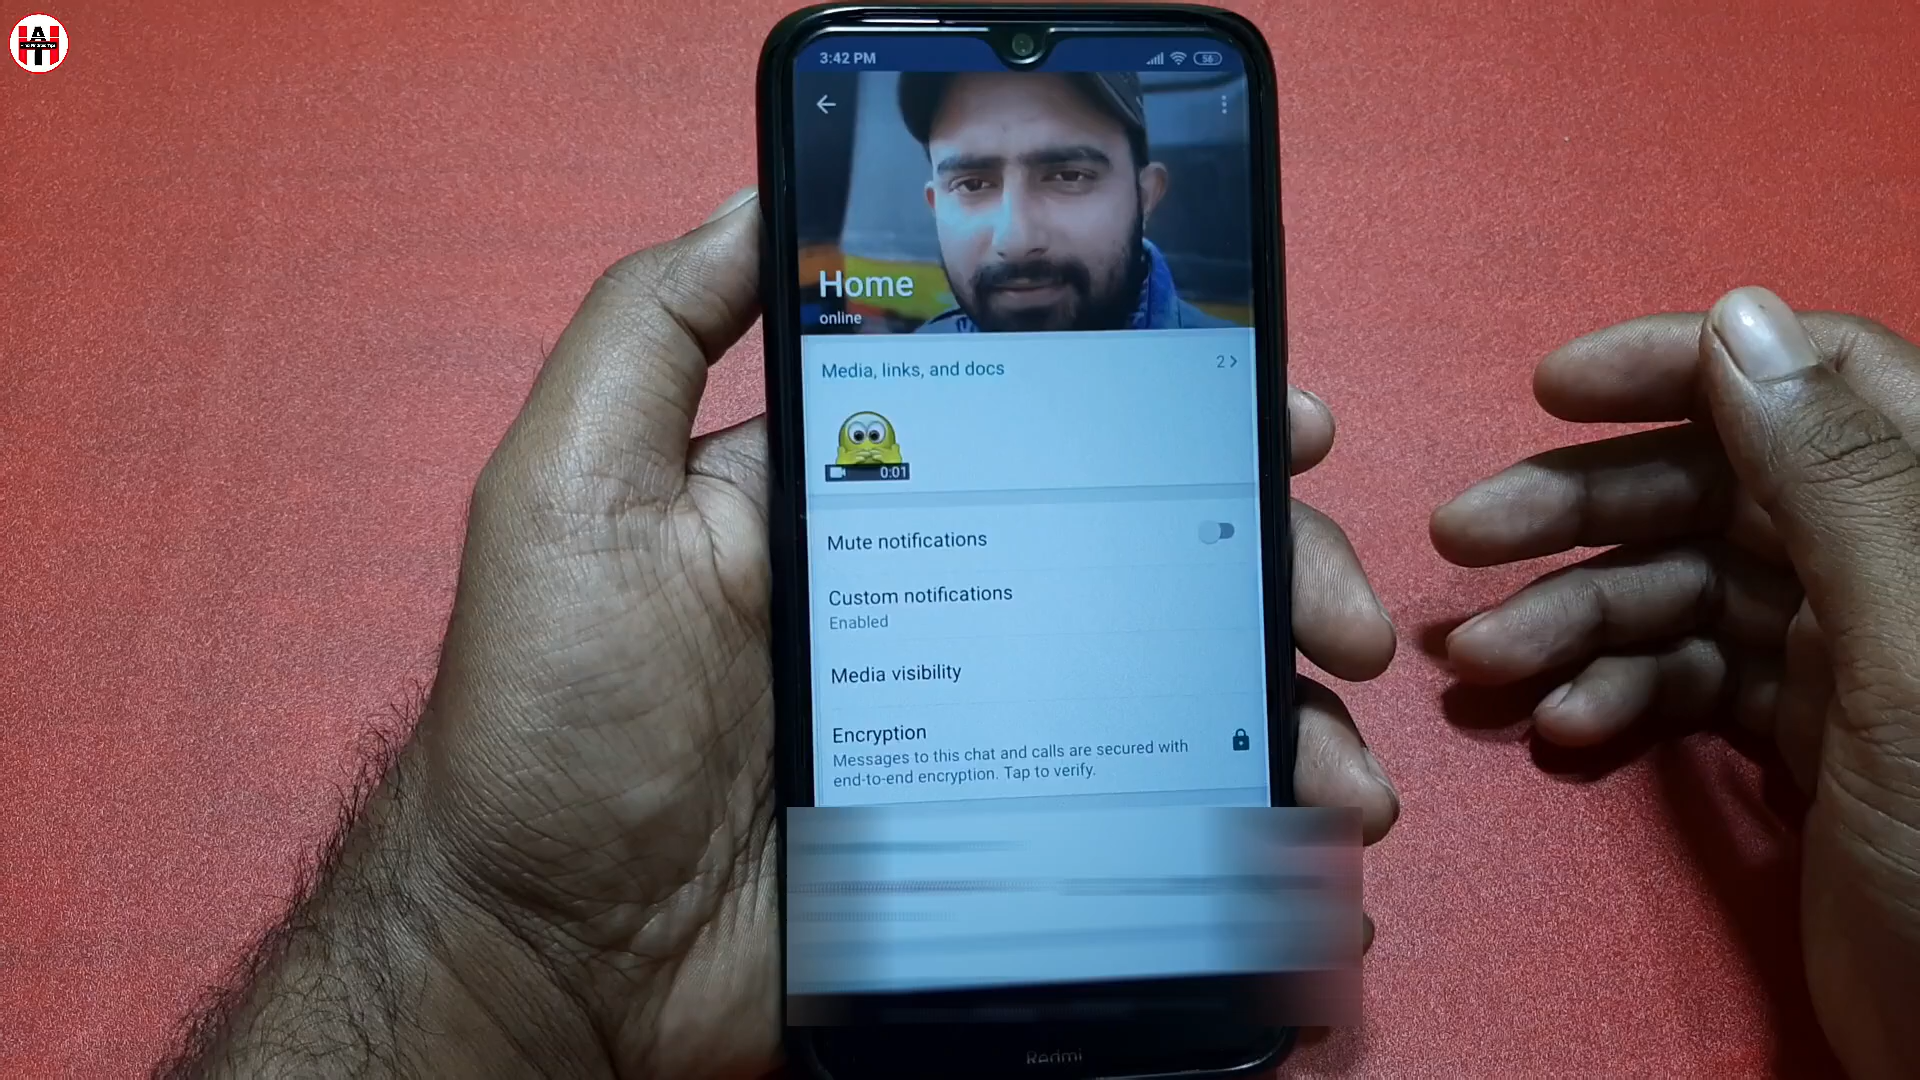 3:42 PM
56
Home
online
Media, links, and docs
2
0:01
Mute notifications
Custom notifications
Enabled
Media visibility
Encryption
Messages to this chat and calls are secured with
end-to-end encryption. Tap to verify.
Redmi